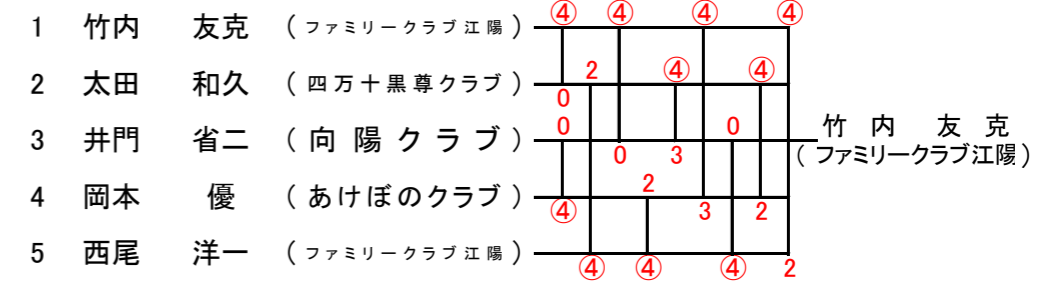 ④ ④ ④ ④
1 竹内 友克 (ファミリークラブ江陽)
2 ④ ④
2 太田 和久 (四万十黒尊クラブ)
0
0 0 竹内 友克
3 井門 省二 (向陽クラブ)
0 3 (ファミリークラブ江陽)
2
4 岡本 優 (あけぼのクラブ)
④ 3 2
5 西尾 洋一 (ファミリークラブ江陽)
④ ④ ④ 2